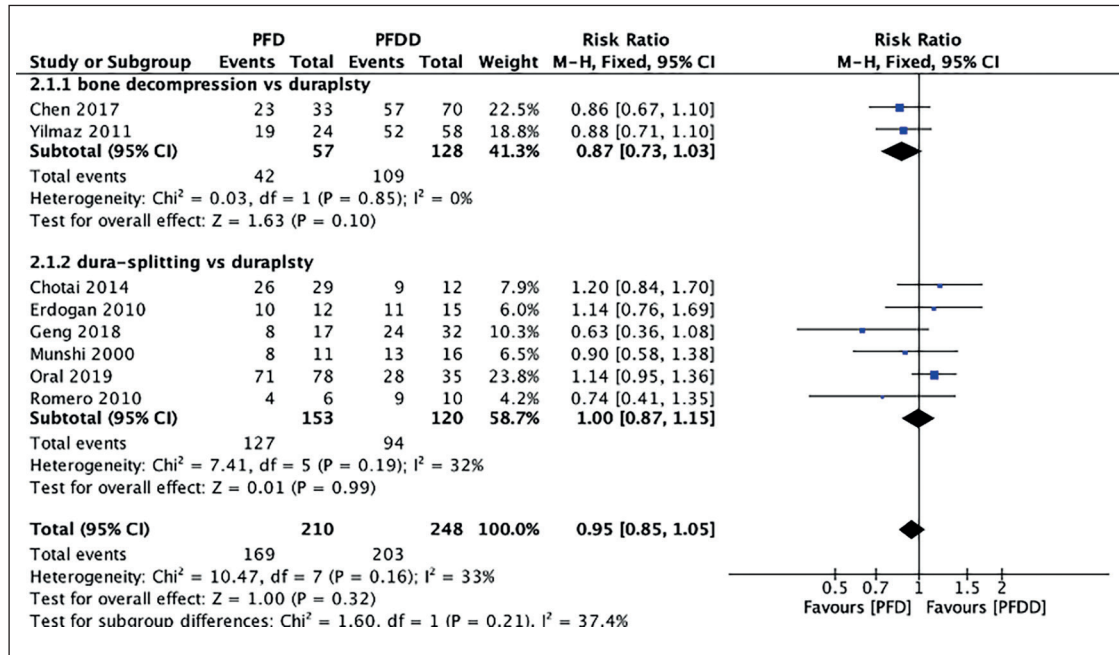 PFD PFDD Risk Ratio Risk Ratio
Study or Subgroup Events Total Events Total Weight M-H, Fixed, 95% CI M-H, Fixed, 95% CI
2.1.1 bone decompression vs duraplsty
Chen 2017 23 33 57 70 22.5% 0.86 [0.67, 1.10]
Yilmaz 2011 19 24 52 58 18.8% 0.88 [0.71, 1.10]
Subtotal (95% CI) 57 128 41.3% 0.87 [0.73, 1.03]
Total events 42 109
Heterogeneity: Chi² = 0.03, df = 1 (P = 0.85); I² = 0%
Test for overall effect: Z = 1.63 (P = 0.10)
2.1.2 dura-splitting vs duraplsty
Chotai 2014 26 29 9 12 7.9% 1.20 [0.84, 1.70]
Erdogan 2010 10 12 11 15 6.0% 1.14 [0.76, 1.69]
Geng 2018 8 17 24 32 10.3% 0.63 [0.36, 1.08]
Munshi 2000 8 11 13 16 6.5% 0.90 [0.58, 1.38]
Oral 2019 71 78 28 35 23.8% 1.14 [0.95, 1.36]
Romero 2010 4 6 9 10 4.2% 0.74 [0.41, 1.35]
Subtotal (95% CI) 153 120 58.7% 1.00 [0.87, 1.15]
Total events 127 94
Heterogeneity: Chi² = 7.41, df = 5 (P = 0.19); I² = 32%
Test for overall effect: Z = 0.01 (P = 0.99)
Total (95% CI) 210 248 100.0% 0.95 [0.85, 1.05]
Total events 169 203
Heterogeneity: Chi² = 10.47, df = 7 (P = 0.16); I² = 33%
Test for overall effect: Z = 1.00 (P = 0.32)
Test for subgroup differences: Chi² = 1.60, df = 1 (P = 0.21), I² = 37.4%
0.5 0.7 1 1.5 2
Favours [PFD] Favours [PFDD]